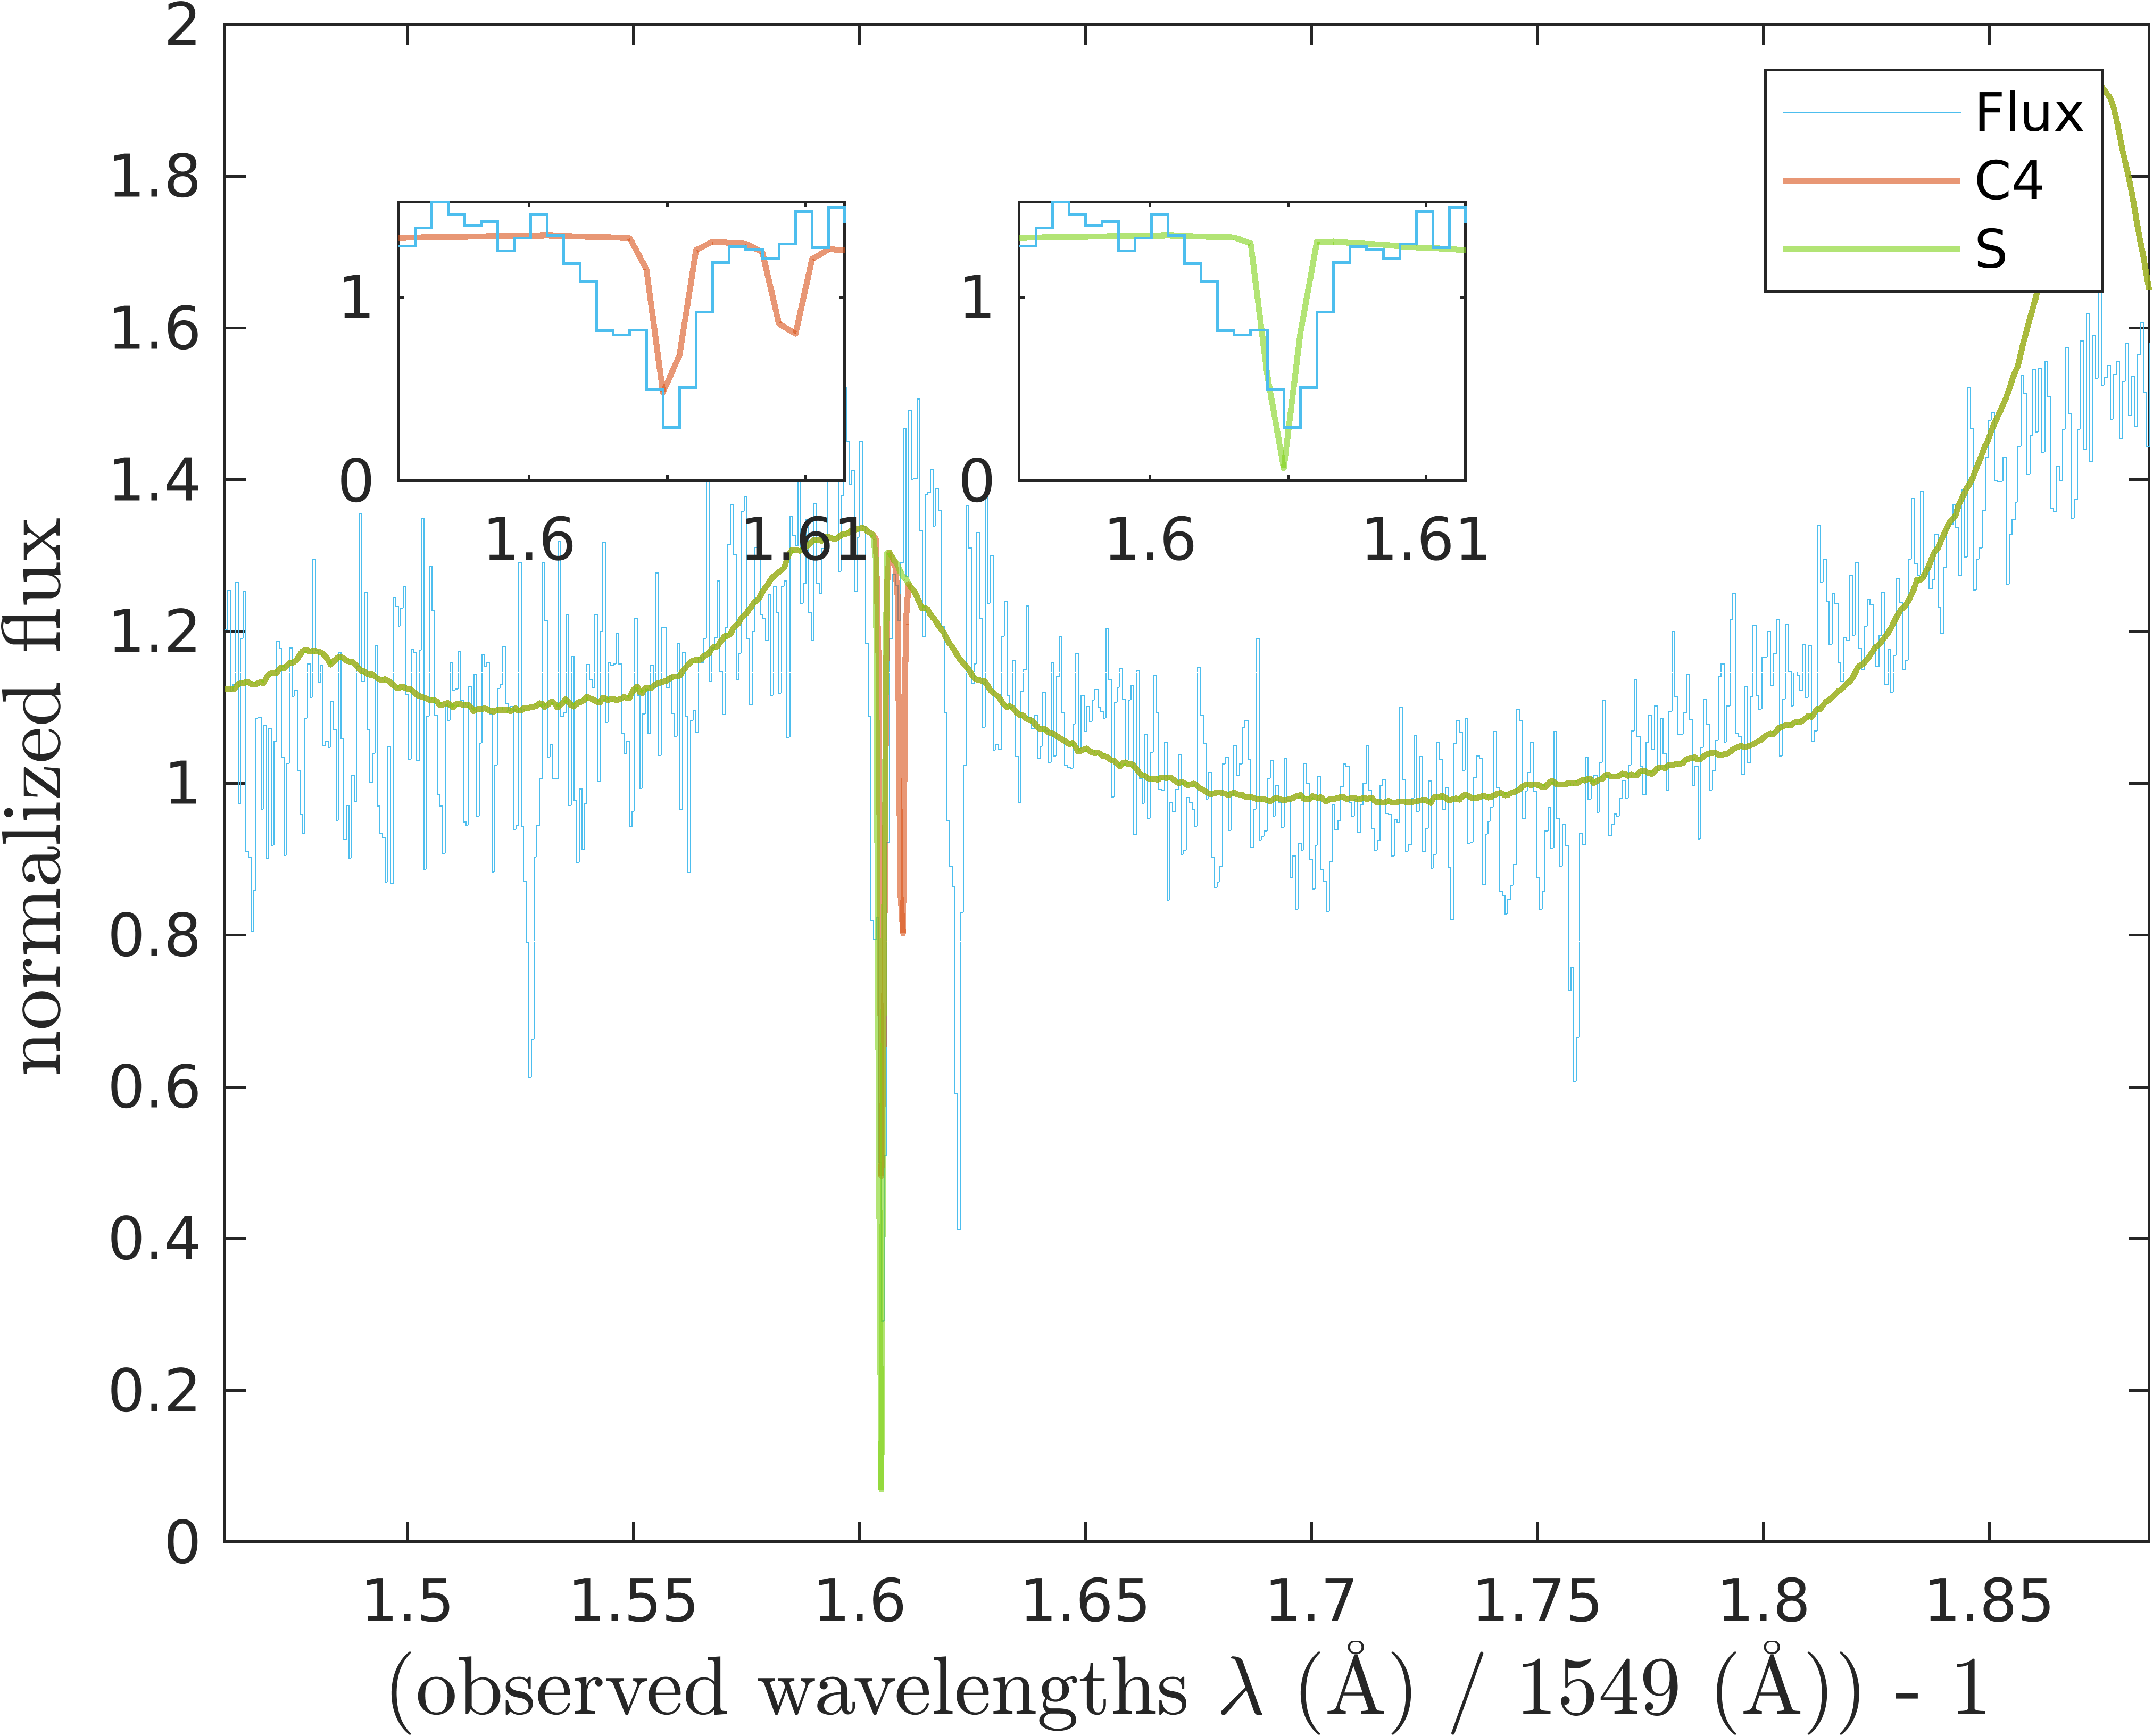 2
1.8
1.6
1.4
1.2
1
0.8
0.6
0.4
0.2
0
normalized flux
Flux
C4
S
1
0
1.6 1.61
1
0
1.6 1.61
1.5 1.55 1.6 1.65 1.7 1.75 1.8 1.85
(observed wavelengths λ (Å) / 1549 (Å)) - 1